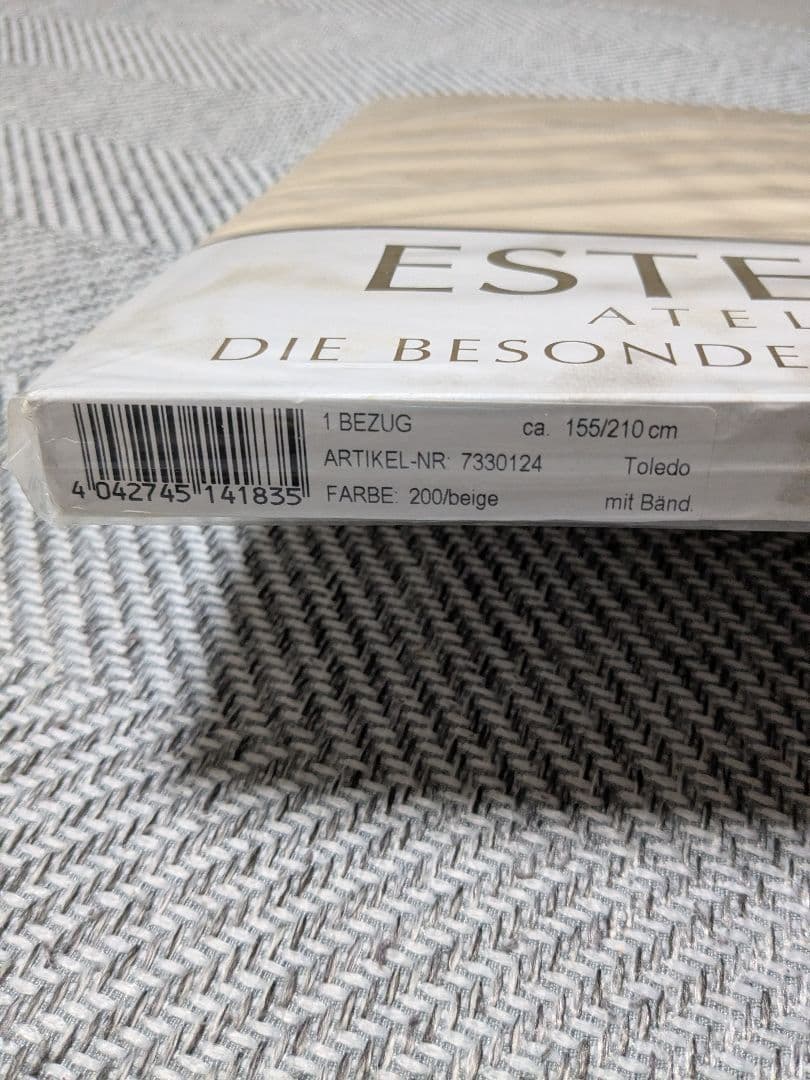 ESTE
ATEL
DIE BESONDE
1 BEZUG ca. 155/210 cm
ARTIKEL-NR: 7330124 Toledo
FARBE: 200/beige mit Bänd.
4 042745 141835